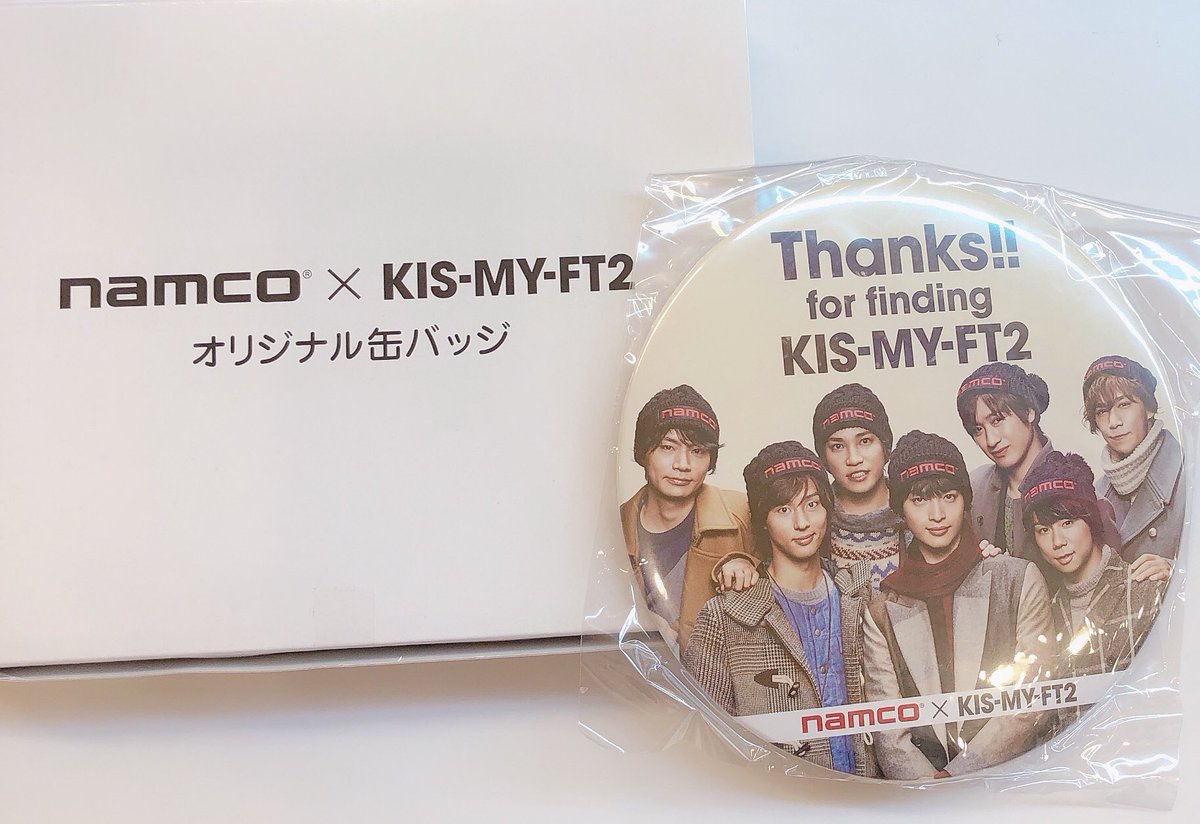 namco® × KIS-MY-FT2
オリジナル缶バッジ
Thanks!!
for finding
KIS-MY-FT2
namco
namco
namco
namco
namco
namco
namco® × KIS-MY-FT2